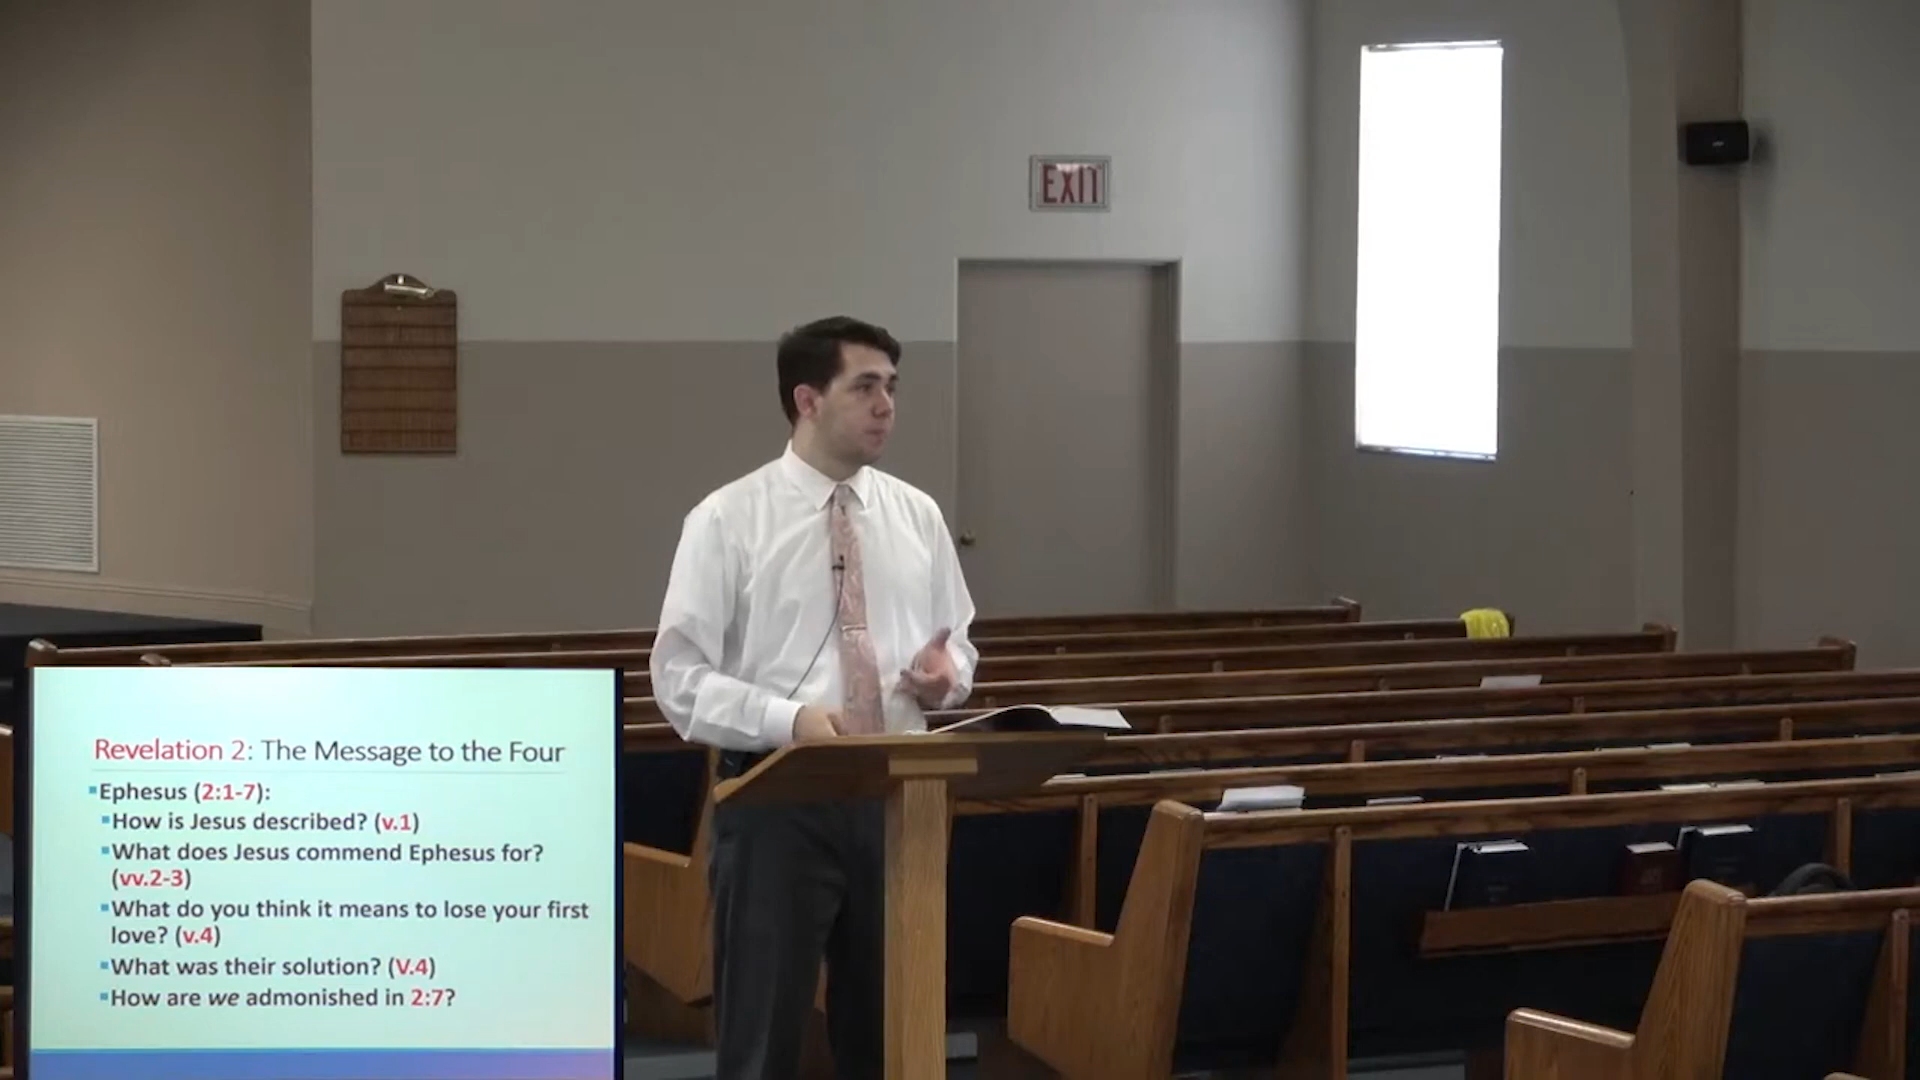 EXIT
Revelation 2: The Message to the Four
Ephesus (2:1-7):
How is Jesus described? (v.1)
What does Jesus commend Ephesus for?
(vv.2-3)
What do you think it means to lose your first
love? (v.4)
What was their solution? (V.4)
How are we admonished in 2:7?